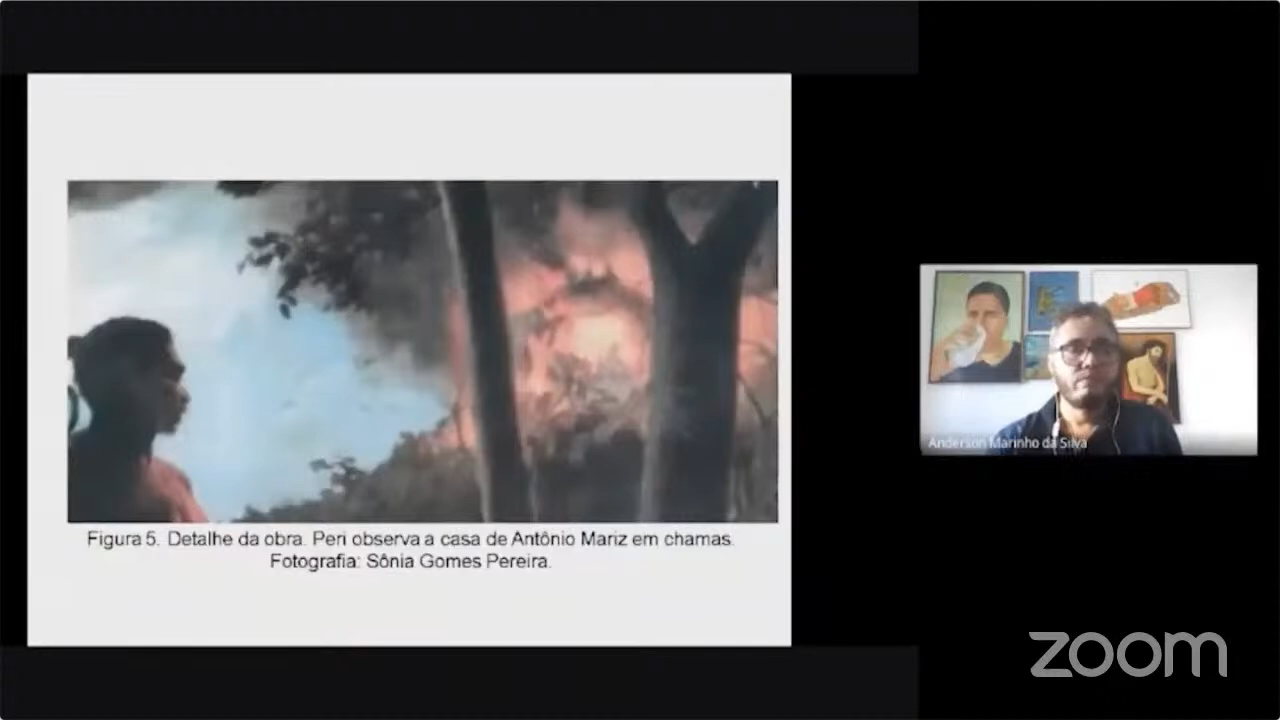 Figura 5. Detalhe da obra. Peri observa a casa de Antônio Mariz em chamas.
Fotografia: Sônia Gomes Pereira.
Anderson Marinho da Silva
zoom